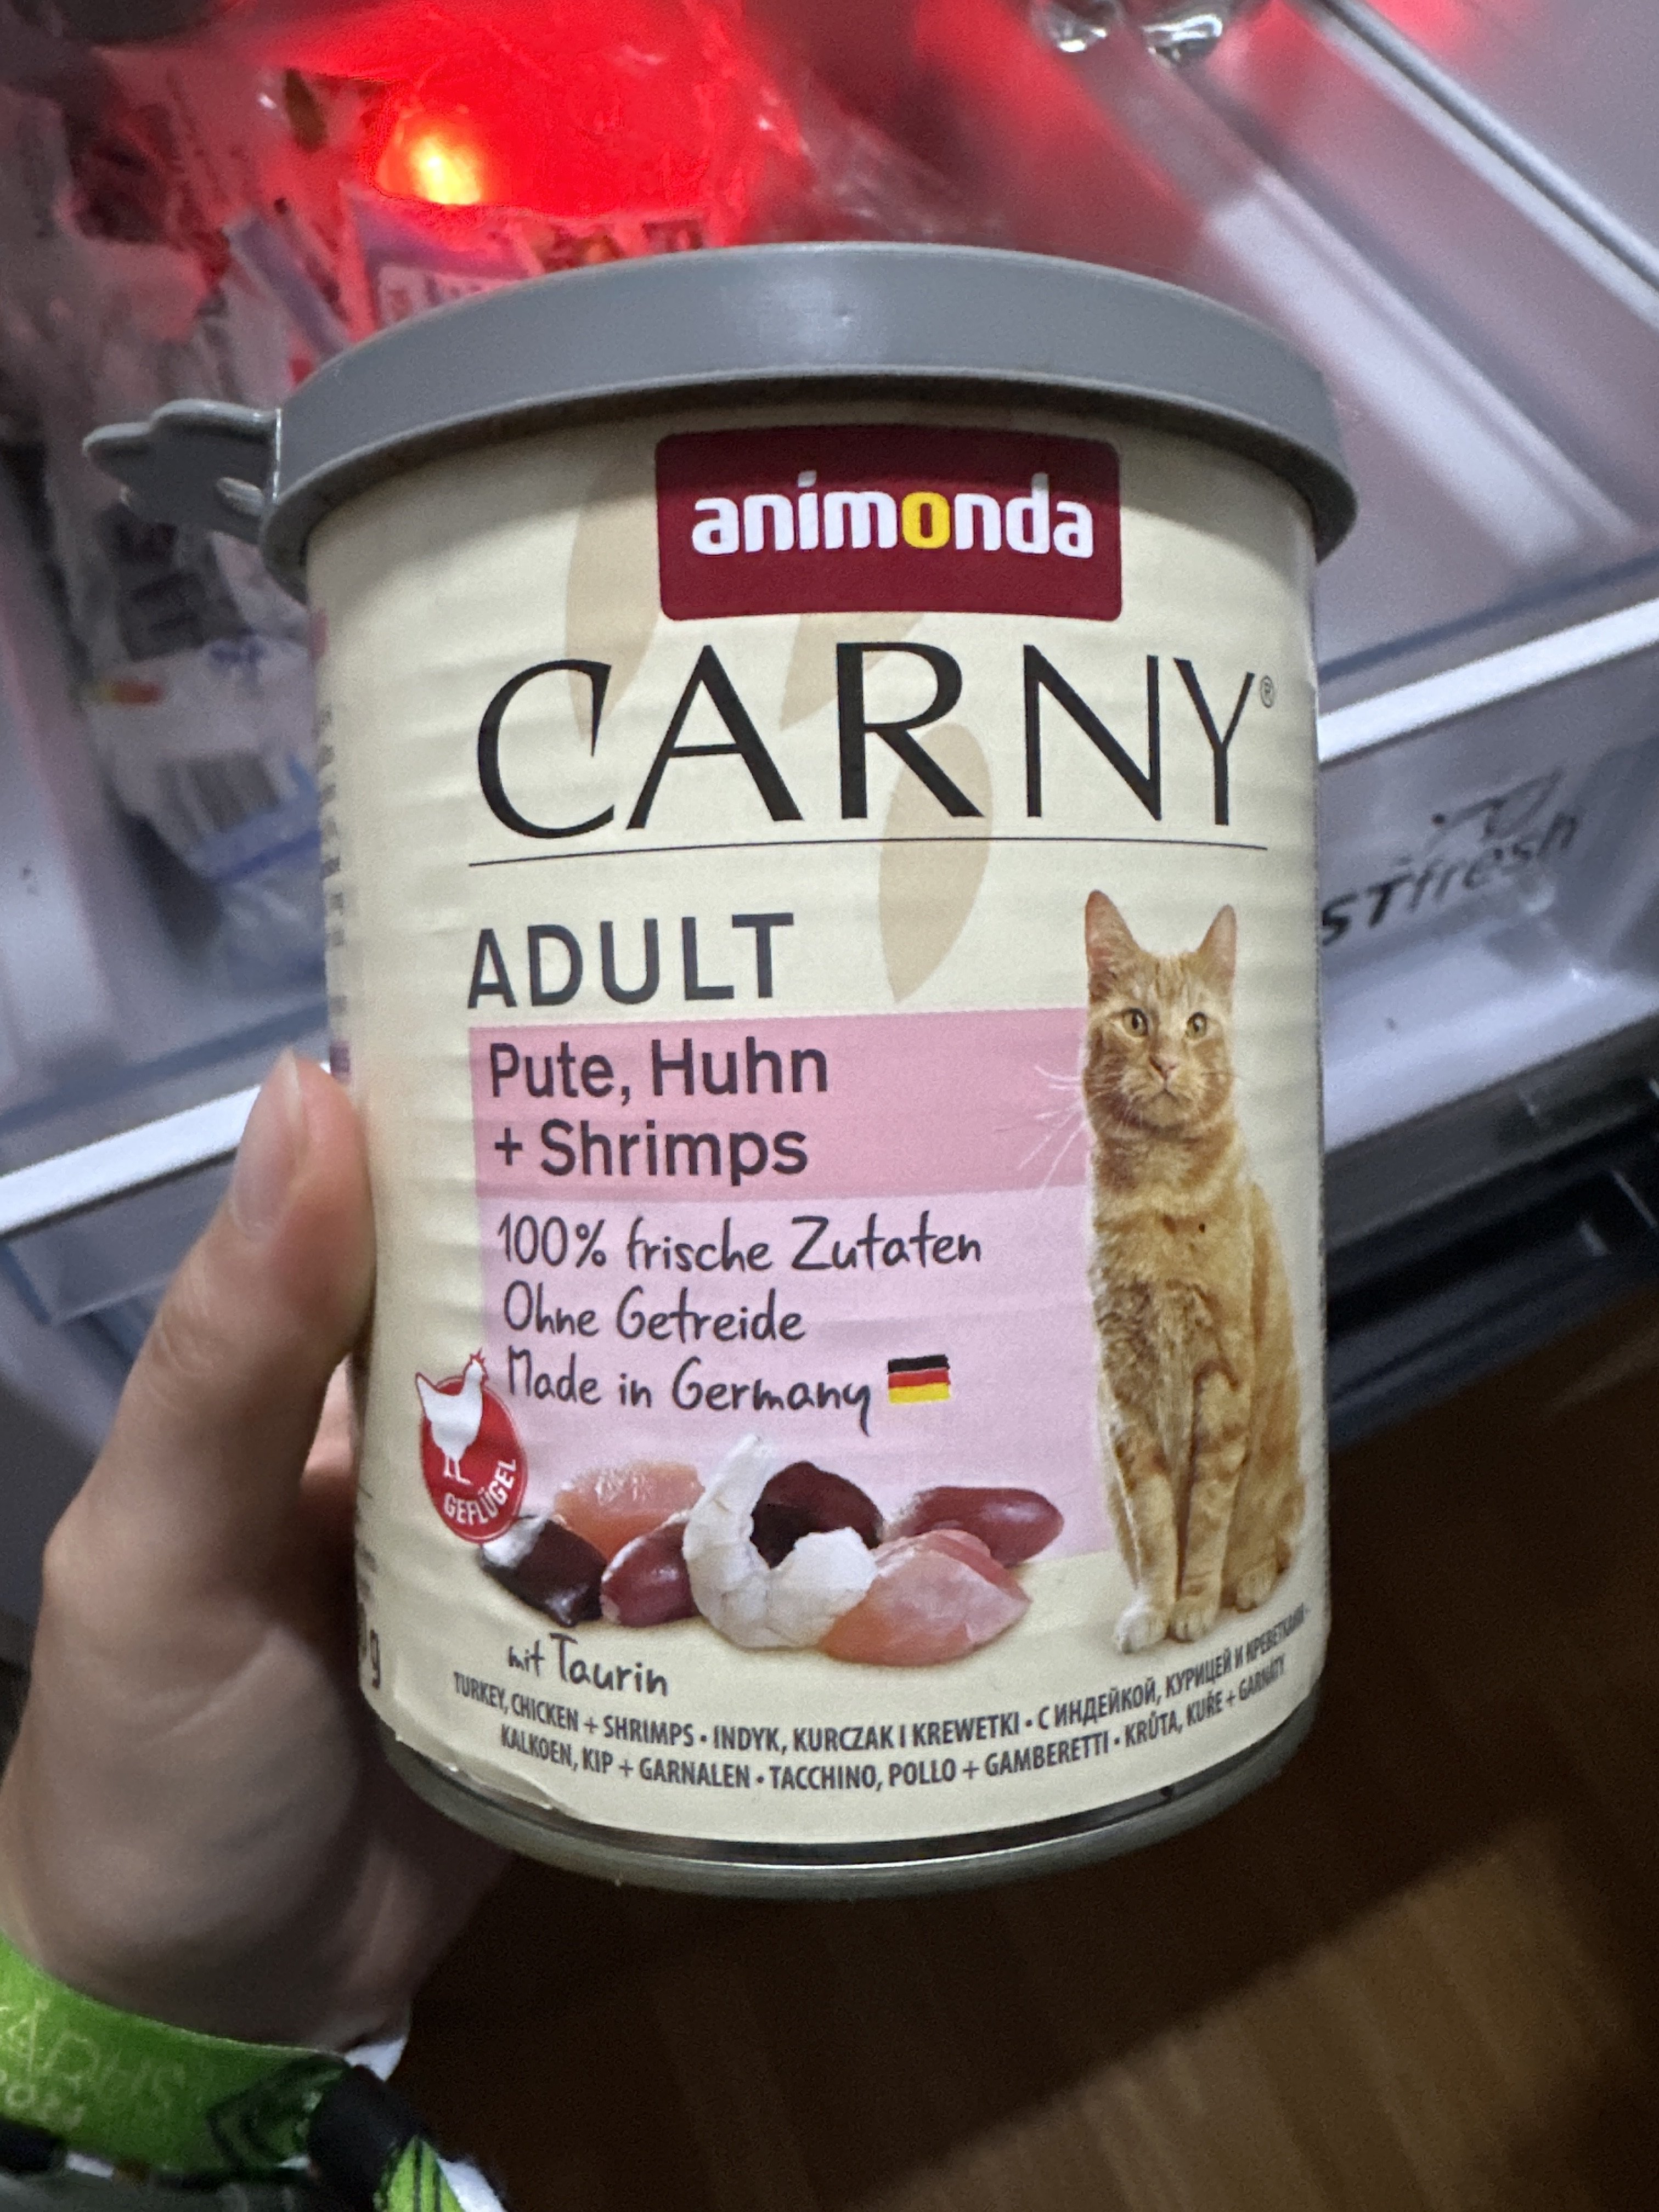 animonda
CARNY®
ADULT
Pute, Huhn
+ Shrimps
100% frische Zutaten
Ohne Getreide
Made in Germany
GEFLÜGEL
mit Taurin
TURKEY, CHICKEN + SHRIMPS • INDYK, KURCZAK I KREWETKI • С ИНДЕЙКОЙ, КУРИЦЕЙ И КРЕВЕТКАМИ •
KALKOEN, KIP + GARNALEN • TACCHINO, POLLO + GAMBERETTI • KRŮTA, KUŘE + GARNÁTY
g
STfresh